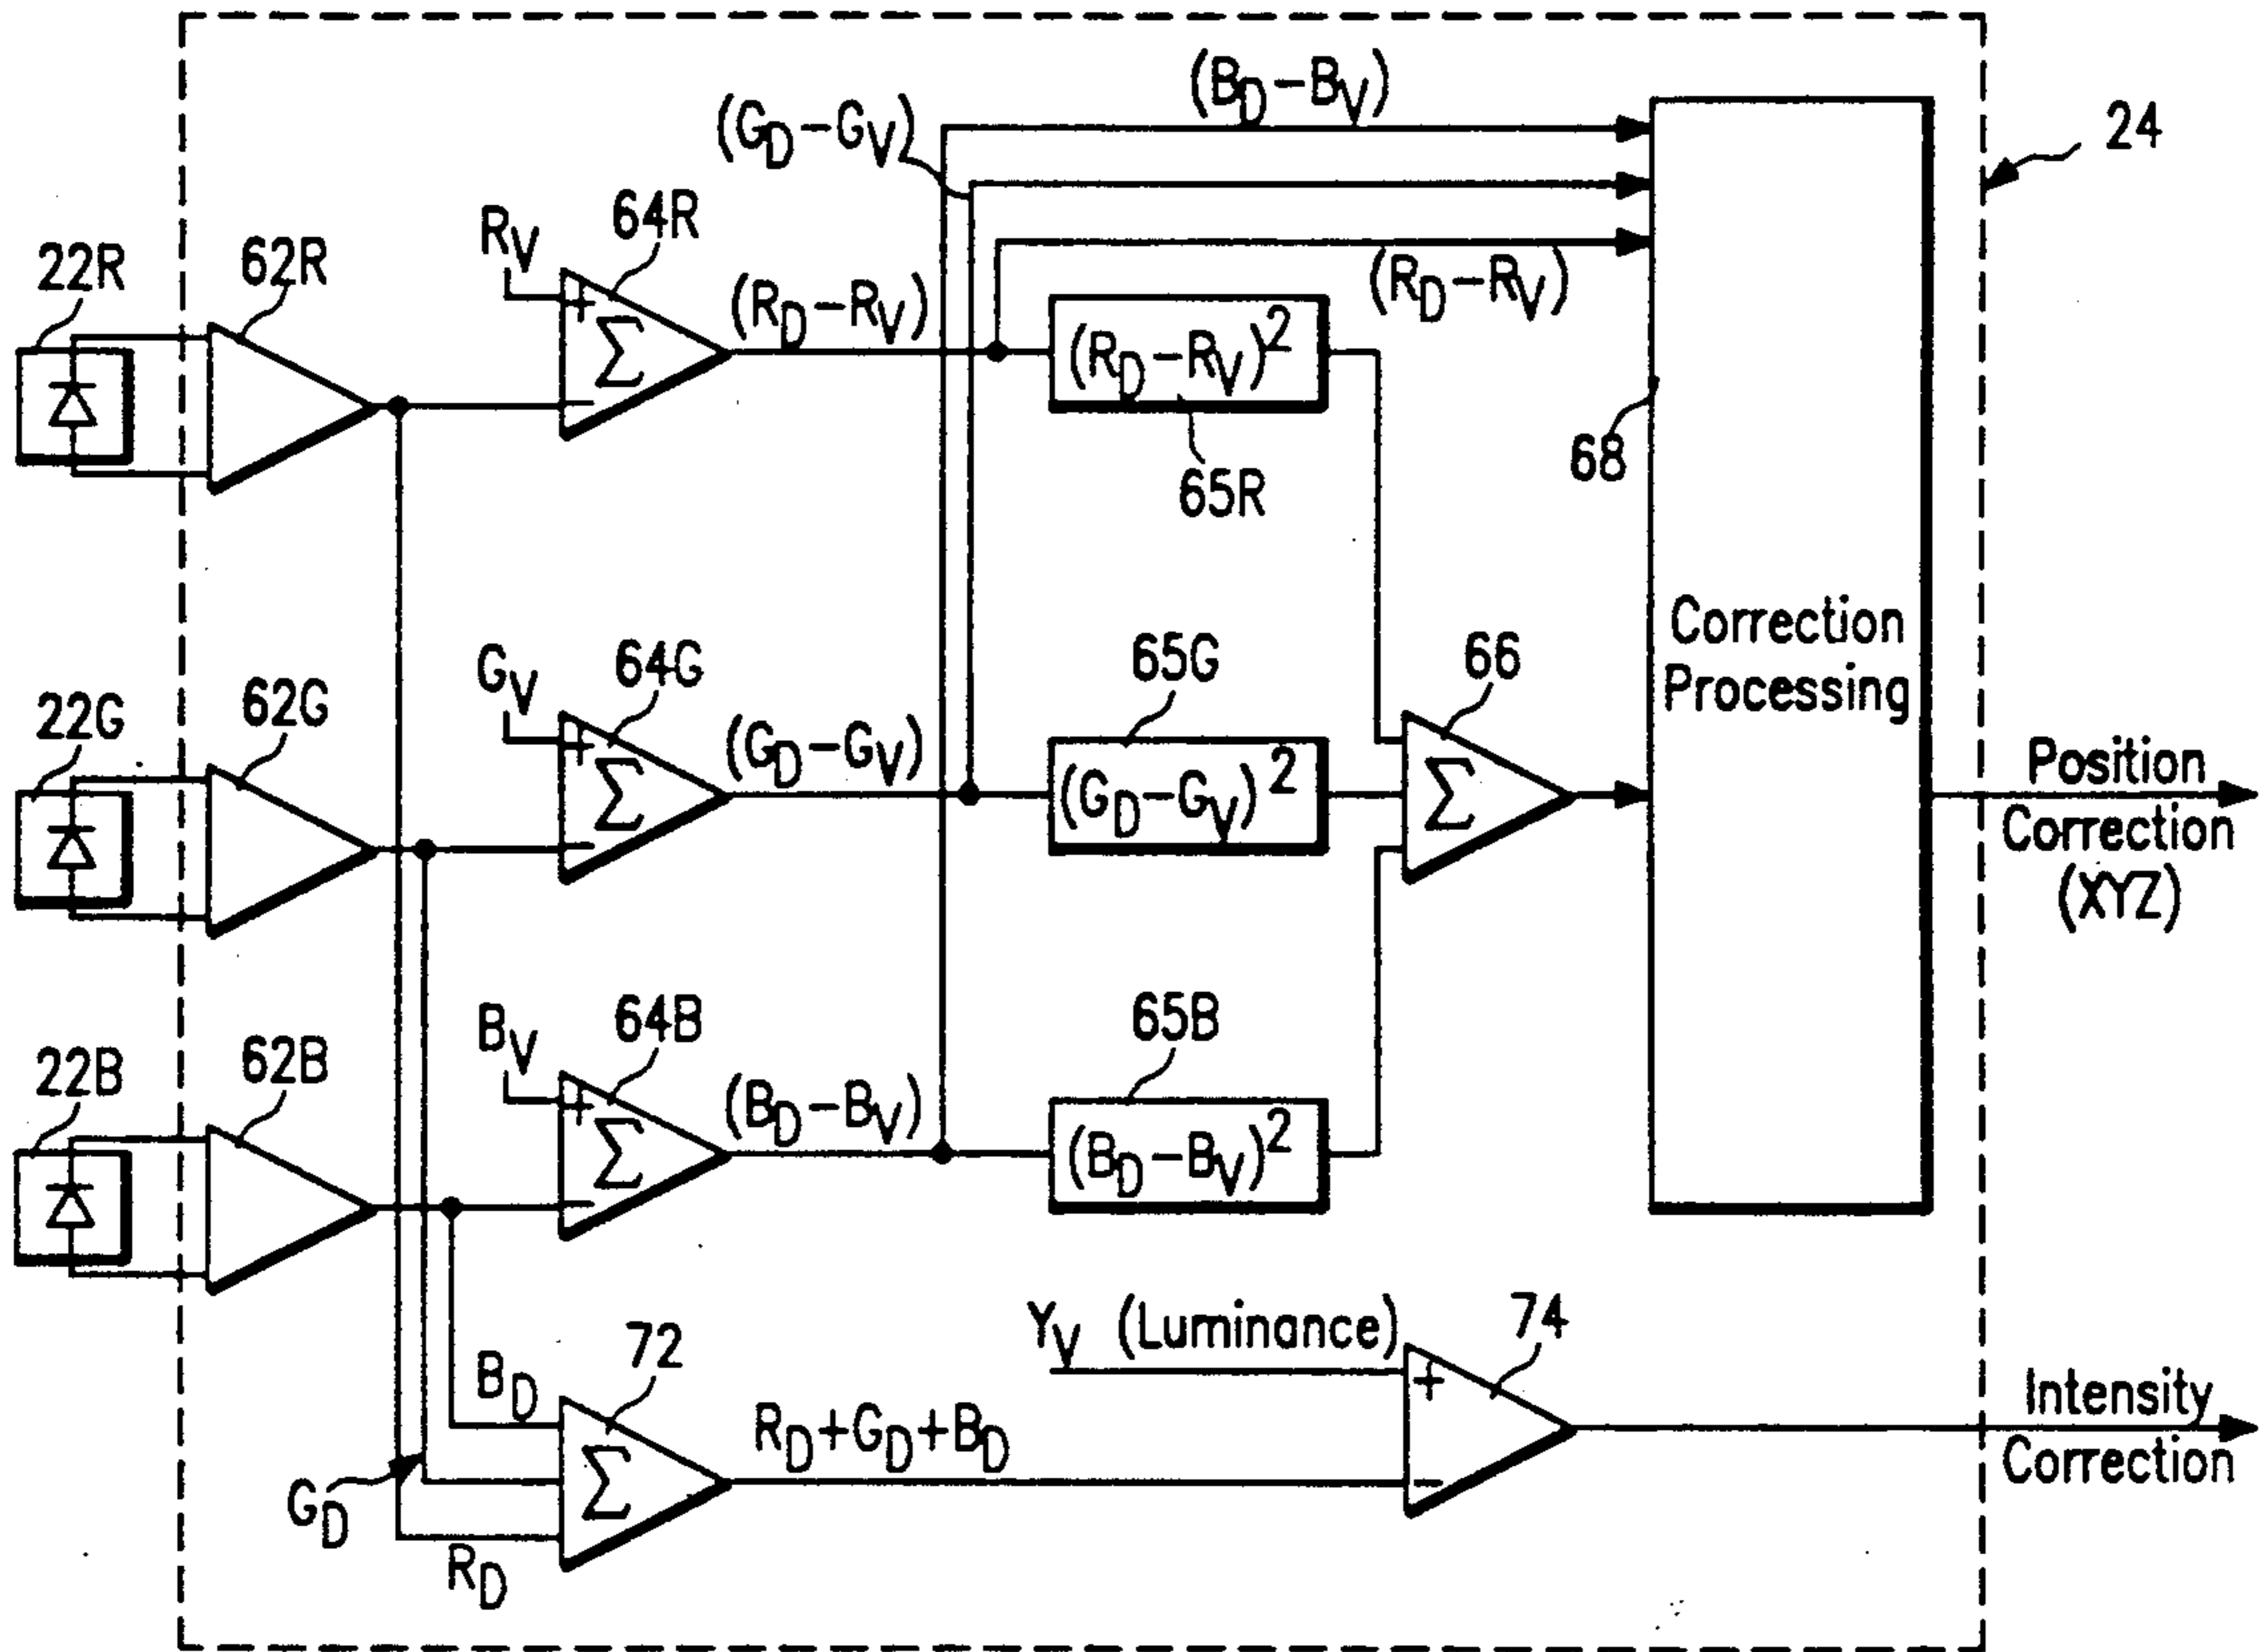 (B_D−B_V)
(G_D−G_V)
24
64R
R_V
22R
62R
(R_D−R_V)
(R_D−R_V)
+
Σ
−
(R_D−R_V)²
65R
68
Correction
Processing
64G
G_V
22G
62G
(G_D−G_V)
65G
66
+
Σ
−
(G_D−G_V)²
Σ
Position
Correction
(XYZ)
64B
B_V
22B
62B
(B_D−B_V)
65B
+
Σ
−
(B_D−B_V)²
Y_V (Luminance)
74
72
B_D
Σ
R_D+G_D+B_D
+
−
Intensity
Correction
G_D
R_D